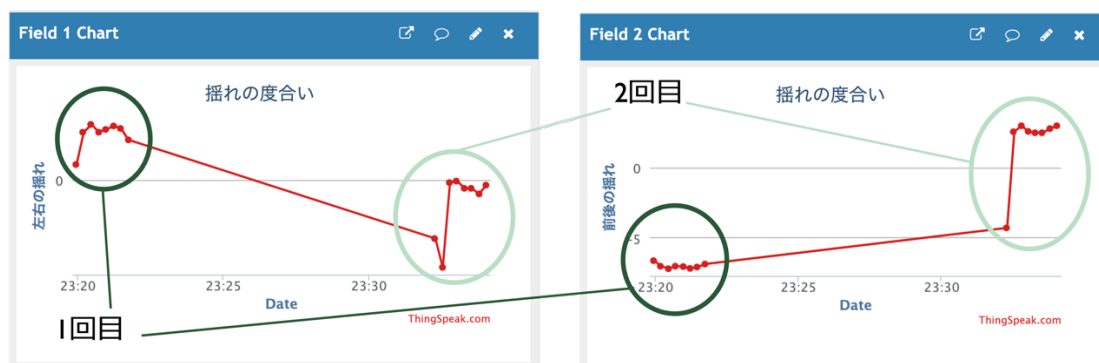 Field 1 Chart
揺れの度合い
左右の揺れ
0
23:20
23:25
23:30
Date
ThingSpeak.com
Field 2 Chart
揺れの度合い
前後の揺れ
0
-5
23:20
23:25
23:30
Date
ThingSpeak.com
2回目
1回目